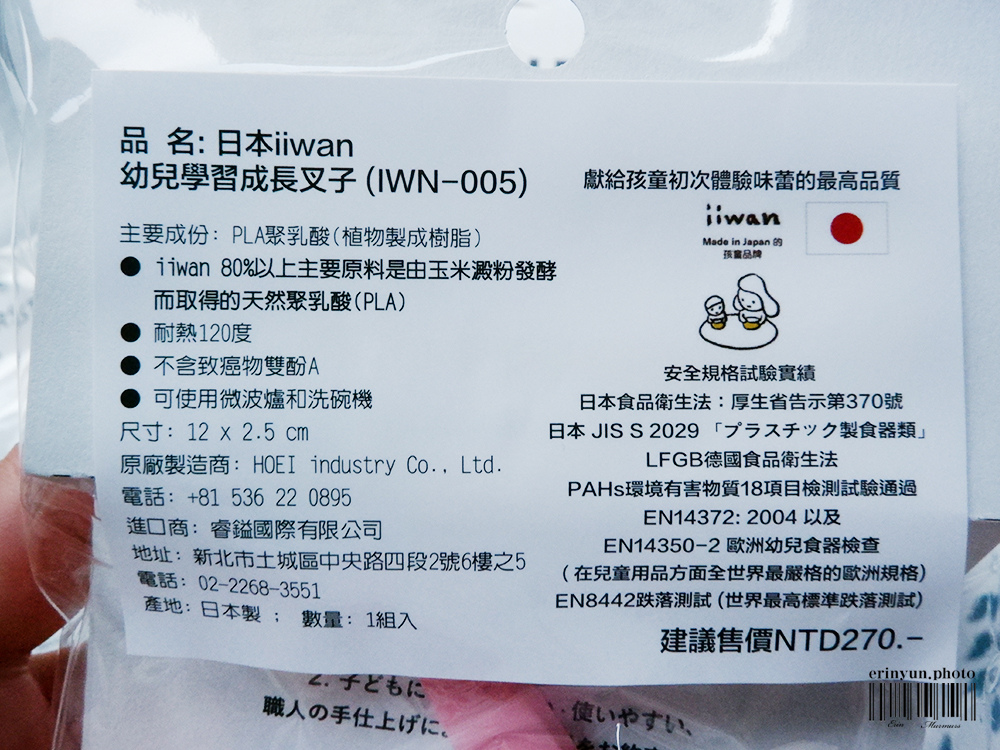 品 名: 日本iiwan
幼兒學習成長叉子 (IWN-005)
主要成份: PLA聚乳酸(植物製成樹脂)
● iiwan 80%以上主要原料是由玉米澱粉發酵
而取得的天然聚乳酸(PLA)
● 耐熱120度
● 不含致癌物雙酚A
● 可使用微波爐和洗碗機
尺寸: 12 x 2.5 cm
原廠製造商: HOEI industry Co., Ltd.
電話: +81 536 22 0895
進口商: 睿鎰國際有限公司
地址: 新北市土城區中央路四段2號6樓之5
電話: 02-2268-3551
產地: 日本製 ; 數量: 1組入
獻給孩童初次體驗味蕾的最高品質
iiwan
Made in Japan 的
孩童品牌
安全規格試驗實績
日本食品衛生法：厚生省告示第370號
日本 JIS S 2029 「プラスチック製食器類」
LFGB德國食品衛生法
PAHs環境有害物質18項目檢測試驗通過
EN14372: 2004 以及
EN14350-2 歐洲幼兒食器檢查
(在兒童用品方面全世界最嚴格的歐洲規格)
EN8442跌落測試 (世界最高標準跌落測試)
建議售價NTD270.-
2. 子どもに
職人の手仕上げに。
使いやすい、
erinyun.photo
Erin Murmurs